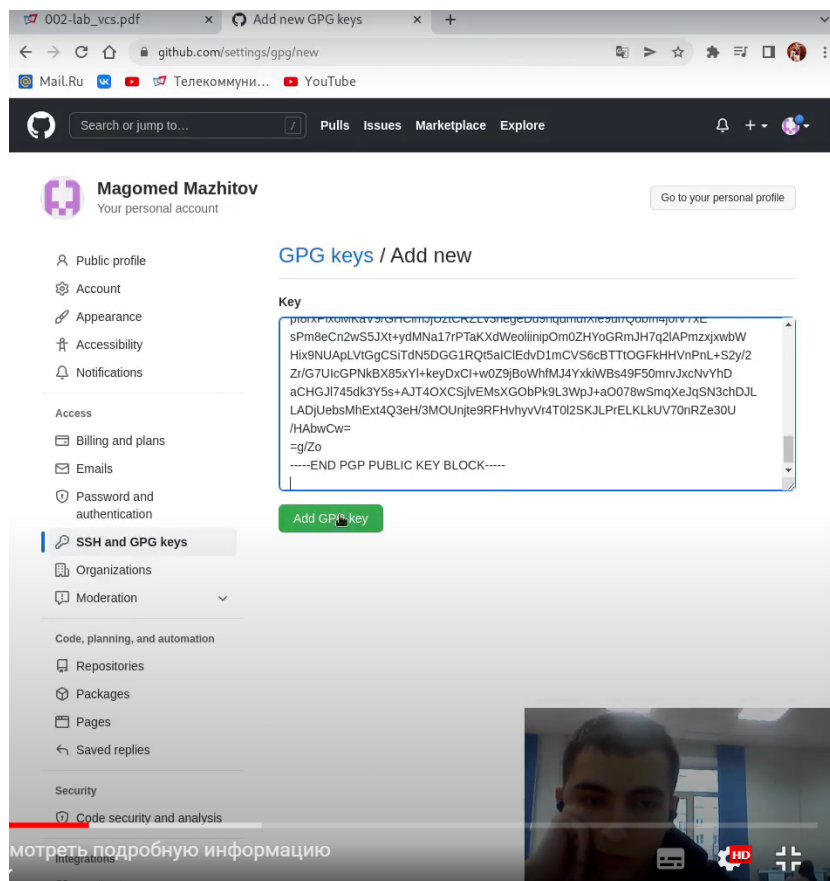 002-lab_vcs.pdf
Add new GPG keys
github.com/settings/gpg/new
Mail.Ru
Телекоммуни...
YouTube
Search or jump to...
/
Pulls Issues Marketplace Explore
Magomed Mazhitov
Your personal account
Go to your personal profile
Public profile
Account
Appearance
Accessibility
Notifications
Access
Billing and plans
Emails
Password and
authentication
SSH and GPG keys
Organizations
Moderation
Code, planning, and automation
Repositories
Packages
Pages
Saved replies
Security
Code security and analysis
Integrations
GPG keys / Add new
Key
sPm8eCn2wS5JXt+ydMNa17rPTaKXdWeoliinipOm0ZHYoGRmJH7q2lAPmzxjxwbW
Hix9NUApLVtGgCSiTdN5DGG1RQt5aIClEdvD1mCVS6cBTTtOGFkHHVnPnL+S2y/2
Zr/G7UIcGPNkBX85xYl+keyDxCI+w0Z9jBoWhfMJ4YxkiWBs49F50mrvJxcNvYhD
aCHGJl745dk3Y5s+AJT4OXCSjlvEMsXGObPk9L3WpJ+aO078wSmqXeJqSN3chDJL
LADjUebsMhExt4Q3eH/3MOUnjte9RFHvhyvVr4T0l2SKJLPrELKLkUV70nRZe30U
/HAbwCw=
=g/Zo
-----END PGP PUBLIC KEY BLOCK-----
Add GPG key
мотреть подробную информацию
HD